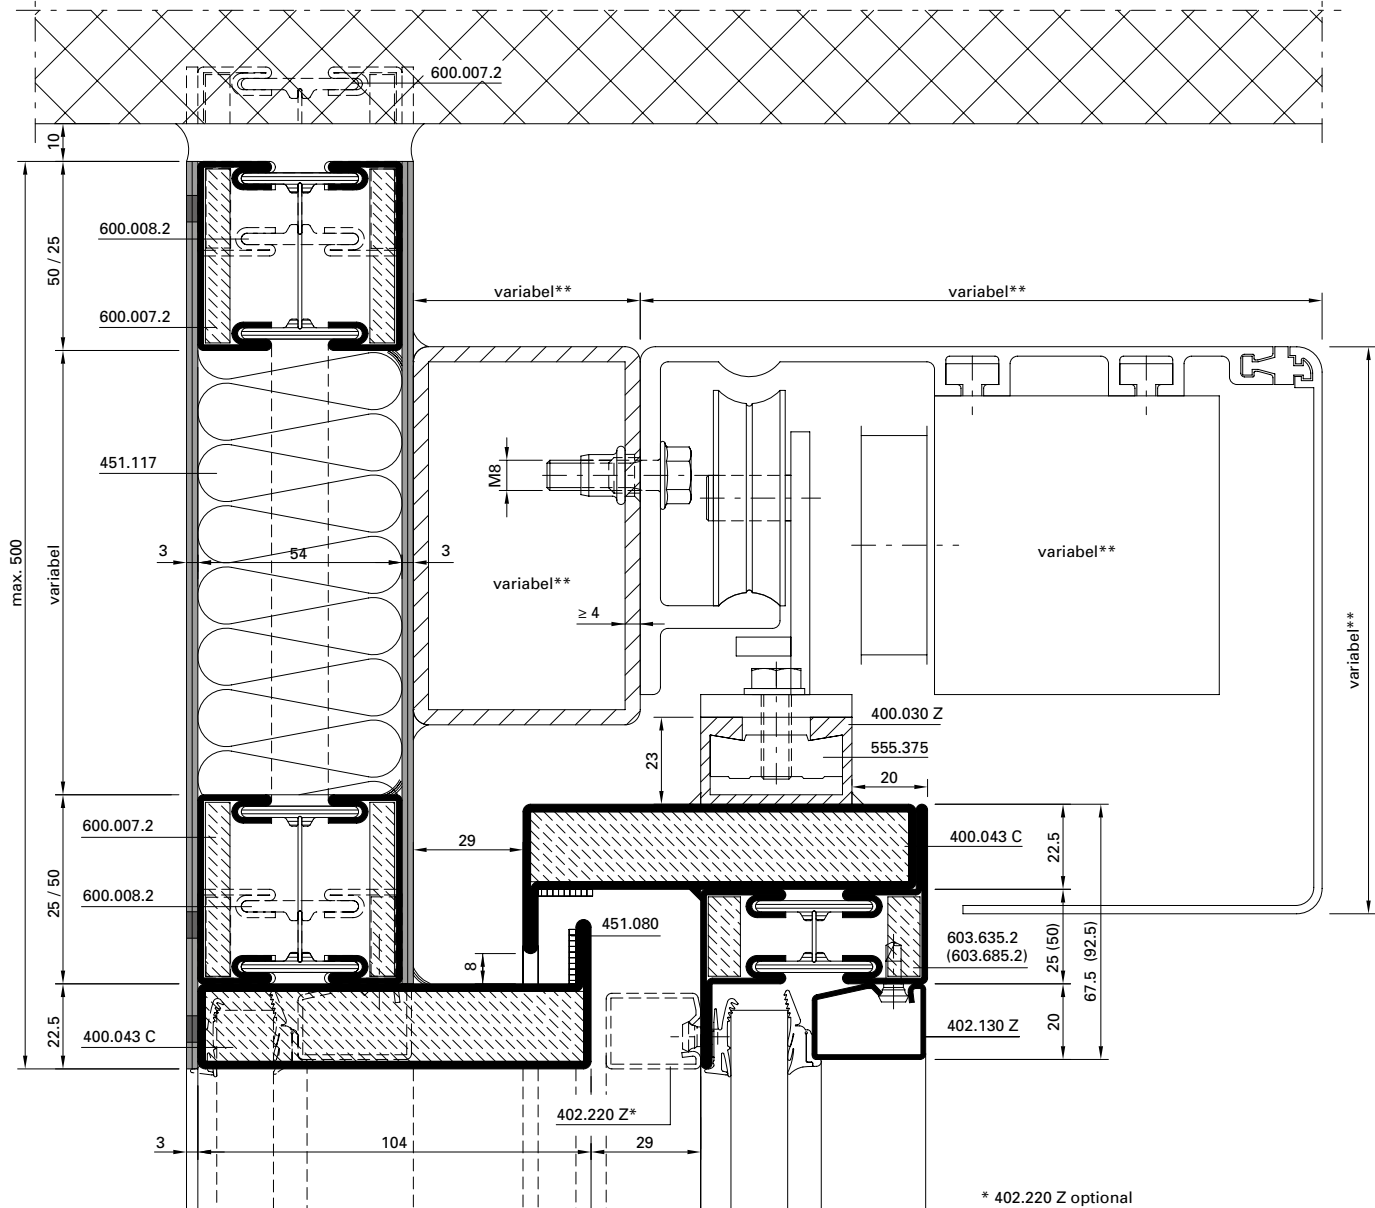 600.007.2
10
600.008.2
50 / 25
600.007.2
variabel**
variabel**
451.117
M8
max. 500
variabel
3
54
3
variabel**
variabel**
≥ 4
variabel**
400.030 Z
23
555.375
20
600.007.2
29
400.043 C
22.5
25 / 50
600.008.2
451.080
603.635.2
(603.685.2)
25 (50)
67.5 (92.5)
8
22.5
400.043 C
402.130 Z
20
402.220 Z*
3
104
29
* 402.220 Z optional